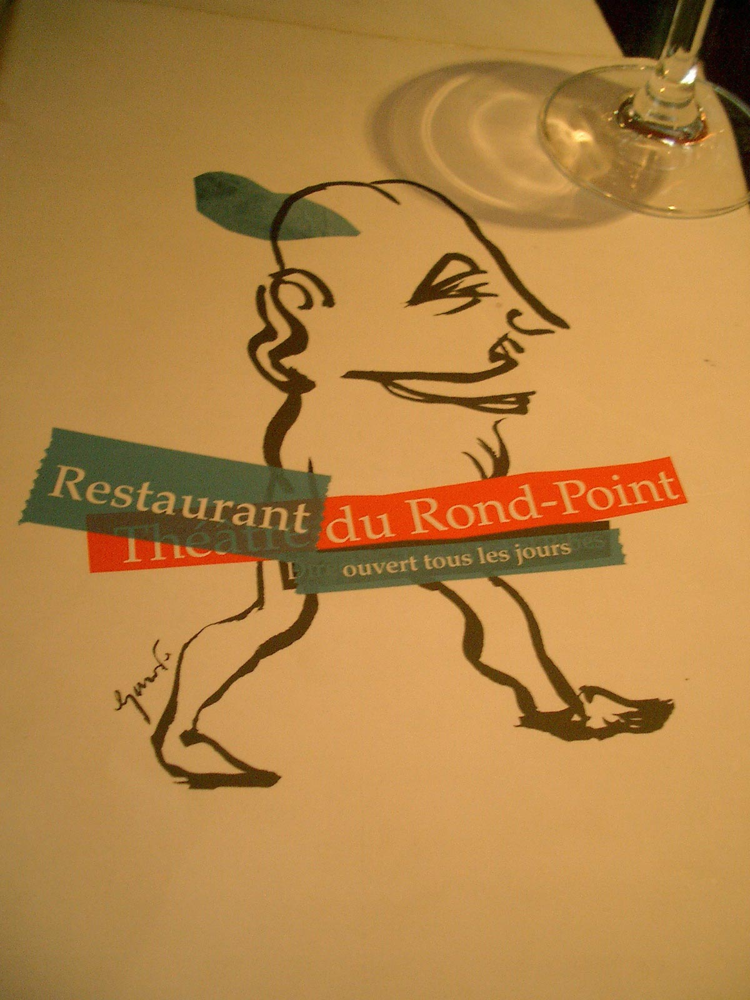 Restaurant du Rond-Point
Théâtre
ouvert tous les jours